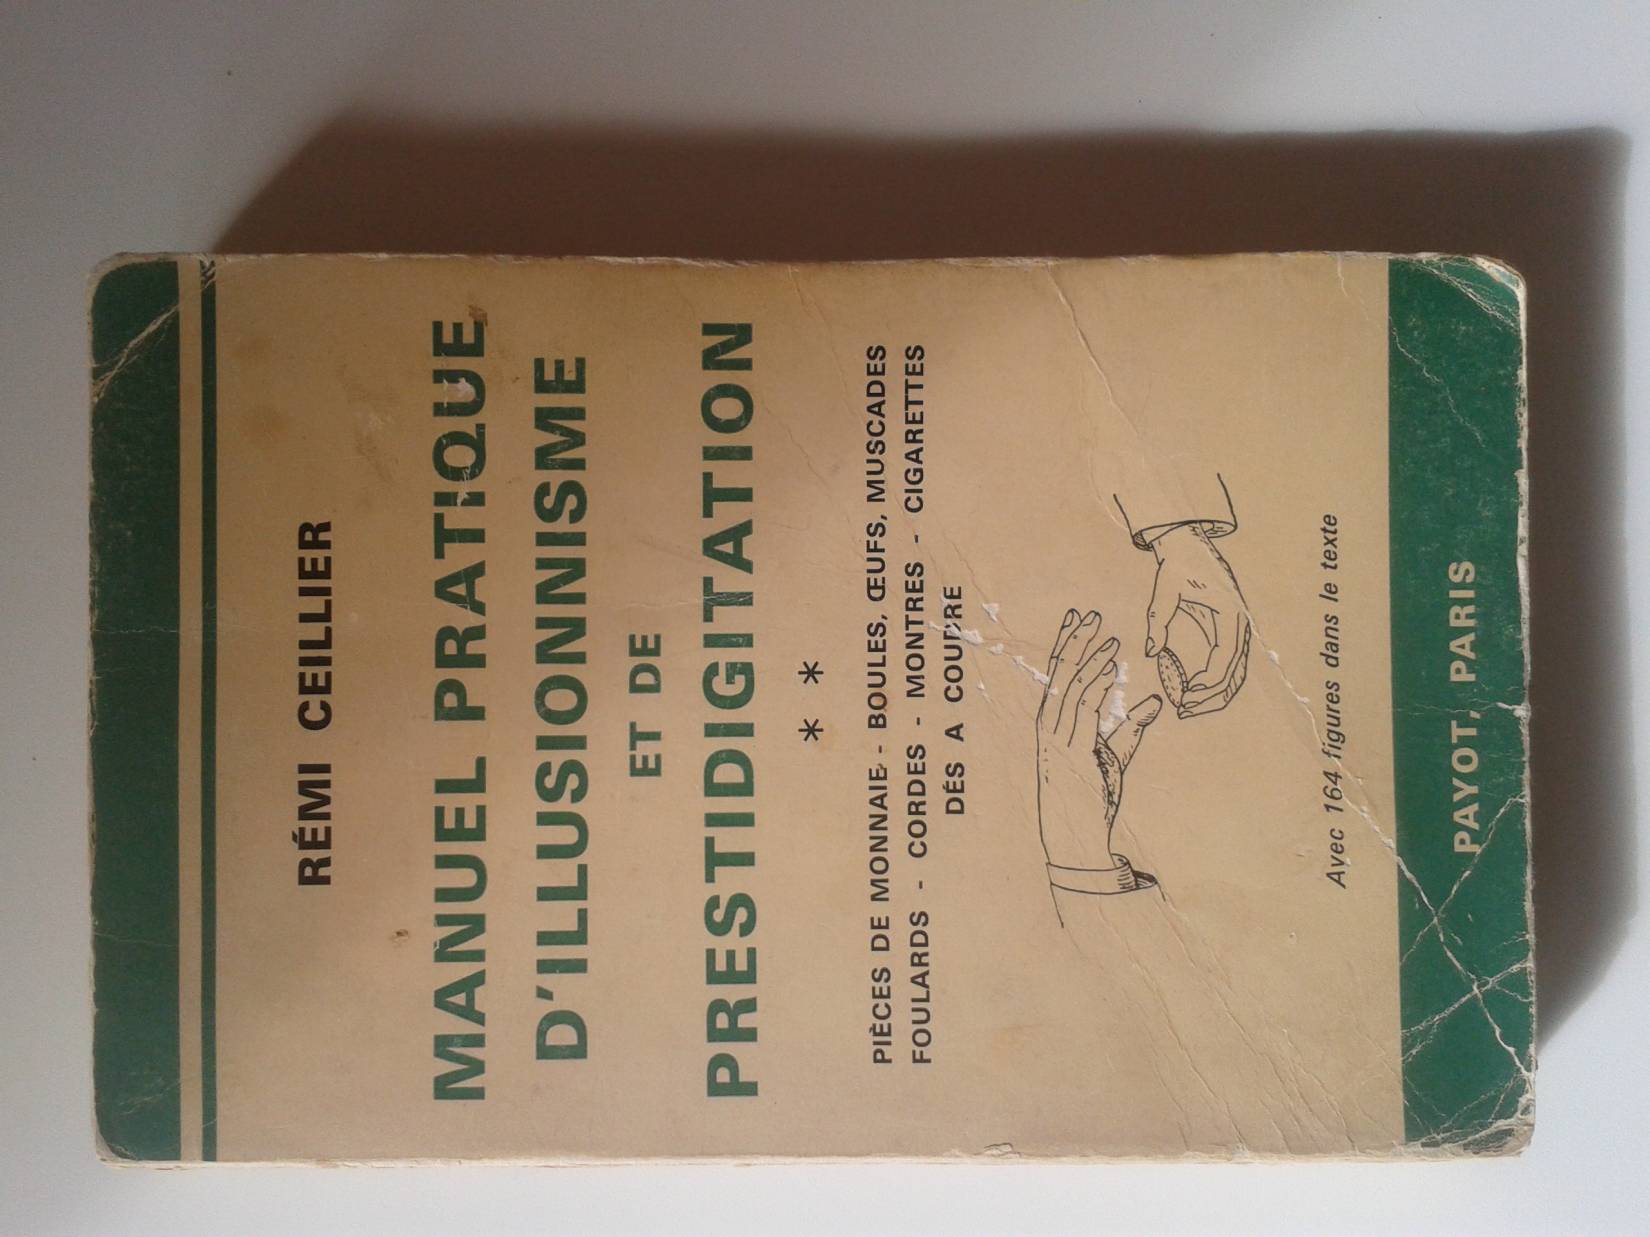 RÉMI CEILLIER
MANUEL PRATIQUE
D'ILLUSIONNISME
ET DE
PRESTIDIGITATION
* *
PIÈCES DE MONNAIE - BOULES, ŒUFS, MUSCADES
FOULARDS - CORDES - MONTRES - CIGARETTES
DÉS A COUDRE
Avec 164 figures dans le texte
PAYOT, PARIS